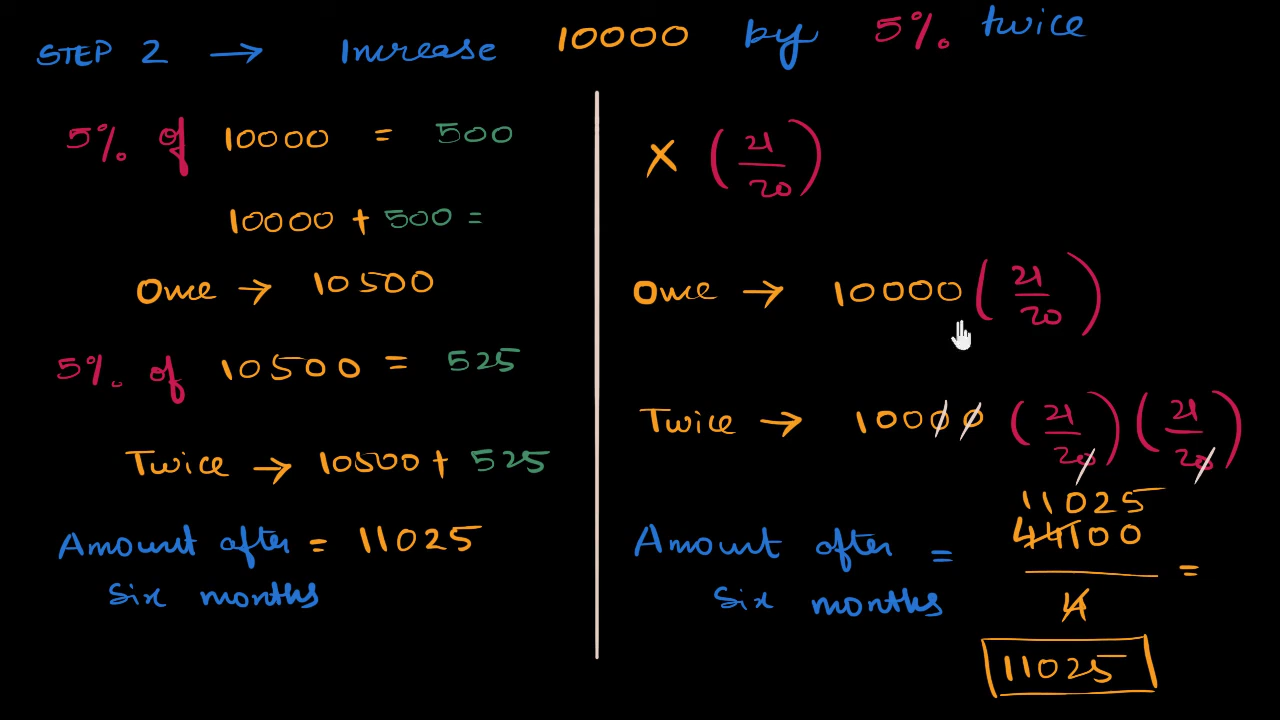 STEP 2 → Increase 10000 by 5% twice
5% of 10000 = 500
10000 + 500 =
Once → 10500
5% of 10500 = 525
Twice → 10500 + 525
Amount after = 11025
six months
× (21/20)
Once → 10000 (21/20)
Twice → 10000 (21/20) (21/20)
11025
Amount after = 44100/4 =
six months
11025